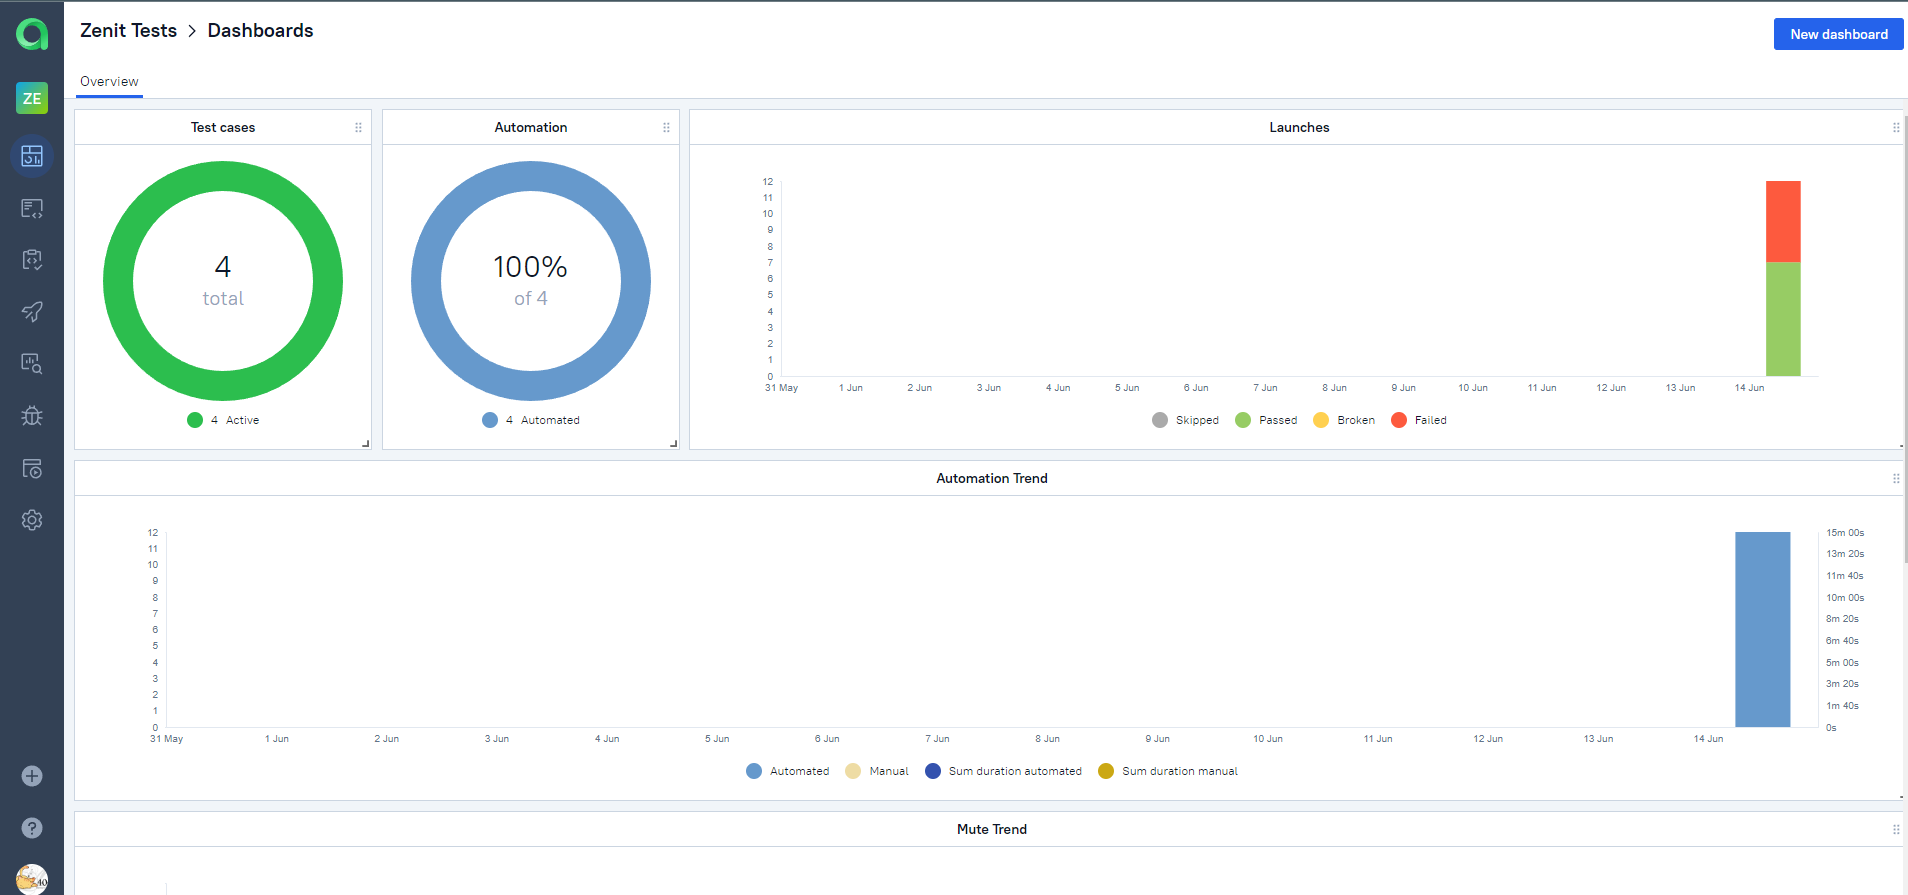 Zenit Tests > Dashboards
New dashboard
ZE
Overview
Test cases
Automation
Launches
4
total
4 Active
100%
of 4
4 Automated
12
11
10
9
8
7
6
5
4
3
2
1
0
31 May 1 Jun 2 Jun 3 Jun 4 Jun 5 Jun 6 Jun 7 Jun 8 Jun 9 Jun 10 Jun 11 Jun 12 Jun 13 Jun 14 Jun
Skipped Passed Broken Failed
Automation Trend
12
11
10
9
8
7
6
5
4
3
2
1
0
15m 00s
13m 20s
11m 40s
10m 00s
8m 20s
6m 40s
5m 00s
3m 20s
1m 40s
0s
31 May 1 Jun 2 Jun 3 Jun 4 Jun 5 Jun 6 Jun 7 Jun 8 Jun 9 Jun 10 Jun 11 Jun 12 Jun 13 Jun 14 Jun
Automated Manual Sum duration automated Sum duration manual
Mute Trend
40